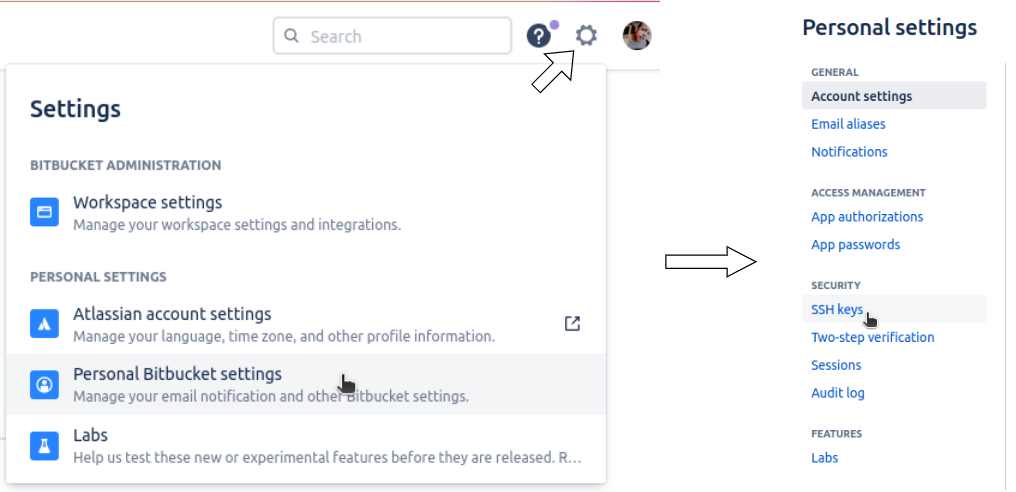 Search
?
Settings
BITBUCKET ADMINISTRATION
Workspace settings
Manage your workspace settings and integrations.
PERSONAL SETTINGS
Atlassian account settings
Manage your language, time zone, and other profile information.
Personal Bitbucket settings
Manage your email notification and other Bitbucket settings.
Labs
Help us test these new or experimental features before they are released. R...
Personal settings
GENERAL
Account settings
Email aliases
Notifications
ACCESS MANAGEMENT
App authorizations
App passwords
SECURITY
SSH keys
Two-step verification
Sessions
Audit log
FEATURES
Labs